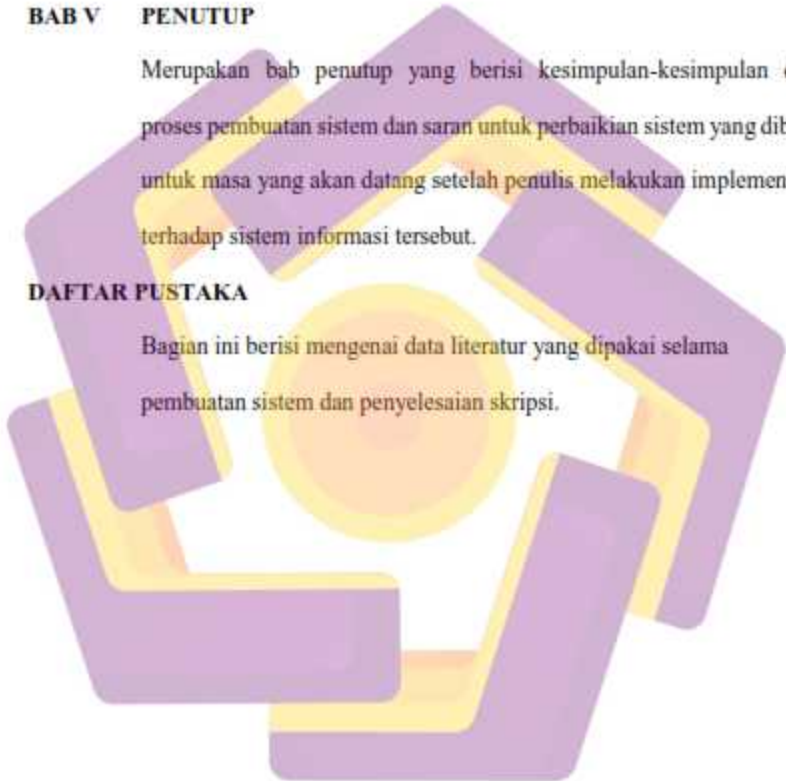 BAB V PENUTUP
Merupakan bab penutup yang berisi kesimpulan-kesimpulan
proses pembuatan sistem dan saran untuk perbaikian sistem yang
untuk masa yang akan datang setelah penulis melakukan
terhadap sistem informasi tersebut.
DAFTAR PUSTAKA
Bagian ini berisi mengenai data literatur yang dipakai selama
pembuatan sistem dan penyelesaian skripsi.